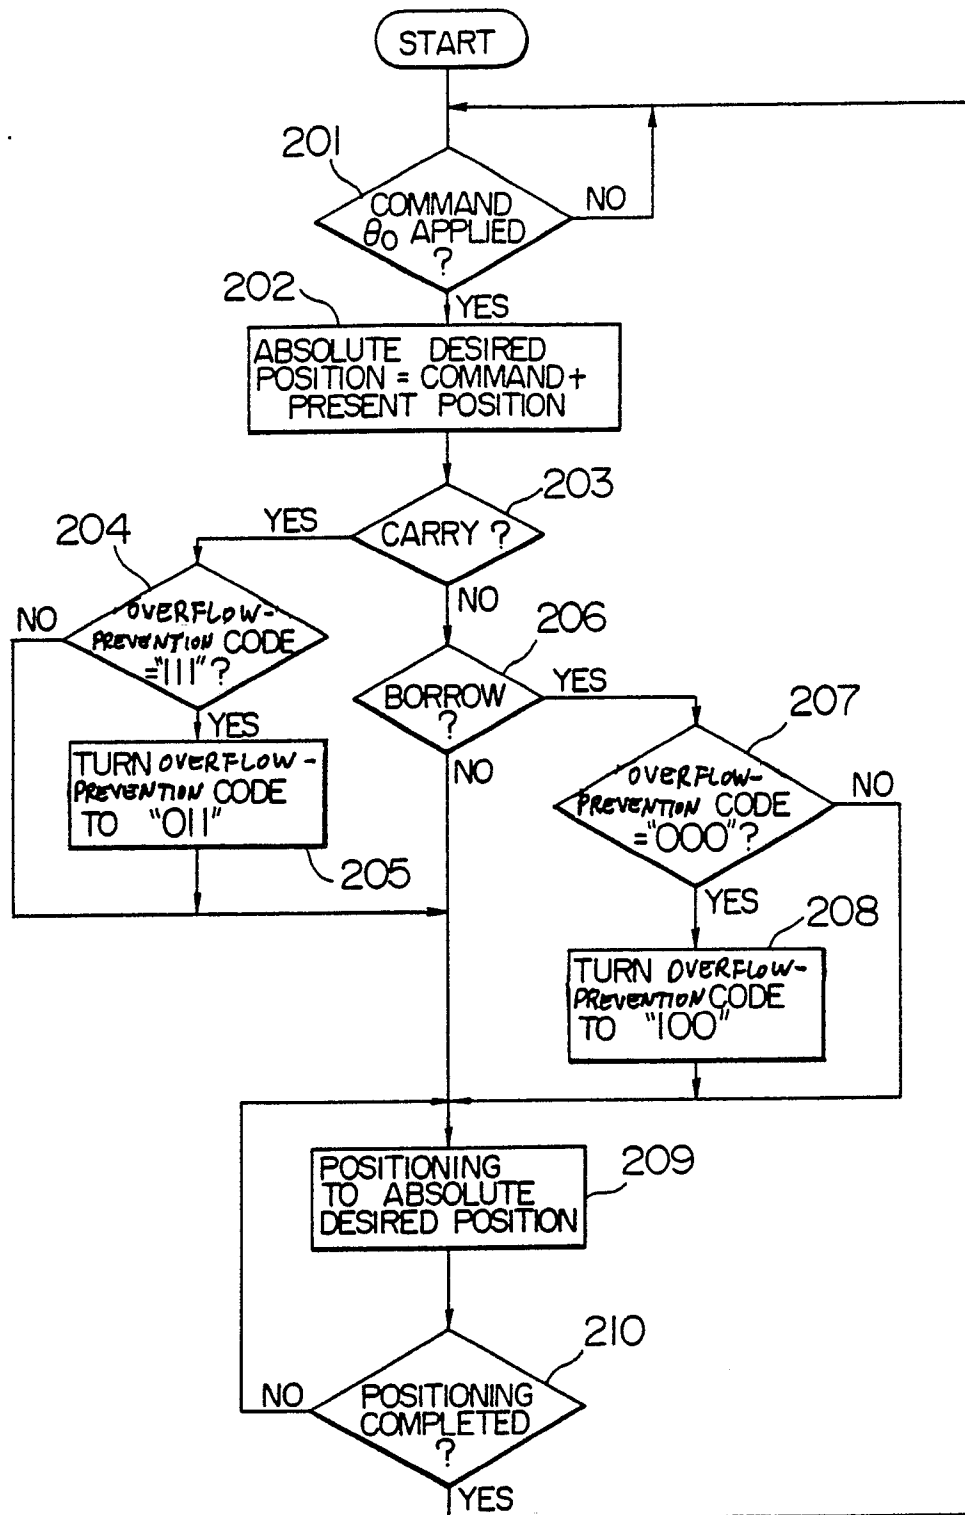 START
201
COMMAND
θ₀ APPLIED
?
NO
202
YES
ABSOLUTE DESIRED
POSITION = COMMAND +
PRESENT POSITION
203
CARRY ?
YES
NO
204
OVERFLOW-
PREVENTION CODE
="111"?
NO
YES
TURN OVERFLOW-
PREVENTION CODE
TO "011"
205
206
BORROW
?
YES
NO
207
OVERFLOW-
PREVENTION CODE
="000"?
NO
YES
208
TURN OVERFLOW-
PREVENTION CODE
TO "100"
POSITIONING
TO ABSOLUTE
DESIRED POSITION
209
210
POSITIONING
COMPLETED
?
NO
YES